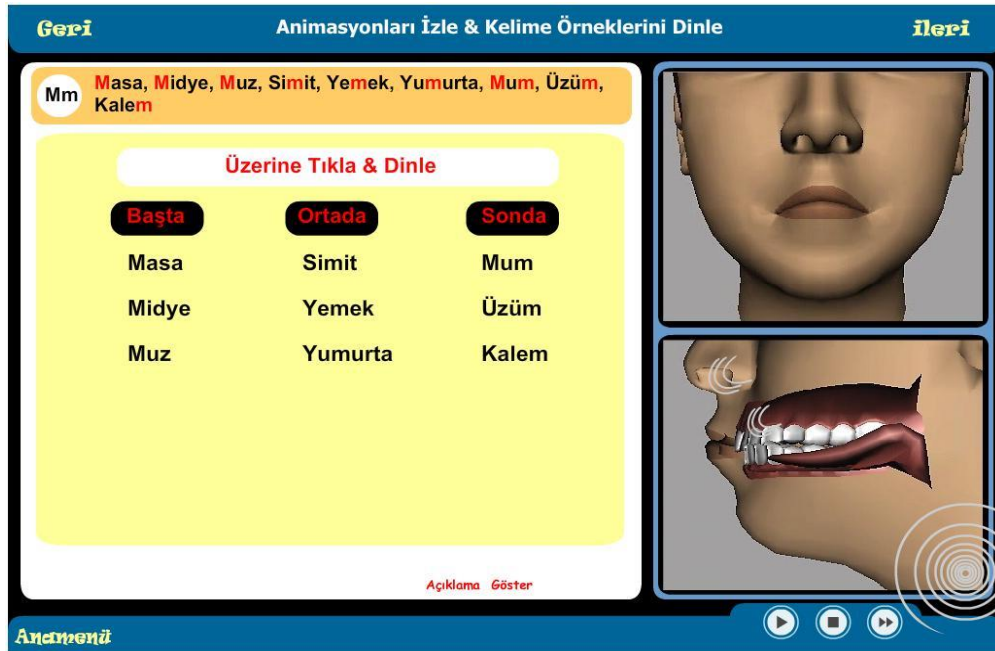 Geri Animasyonları İzle & Kelime Örneklerini Dinle ileri
Mm
Masa, Midye, Muz, Simit, Yemek, Yumurta, Mum, Üzüm,
Kalem
Üzerine Tıkla & Dinle
Başta Ortada Sonda
Masa Simit Mum
Midye Yemek Üzüm
Muz Yumurta Kalem
Açıklama Göster
Anamenü